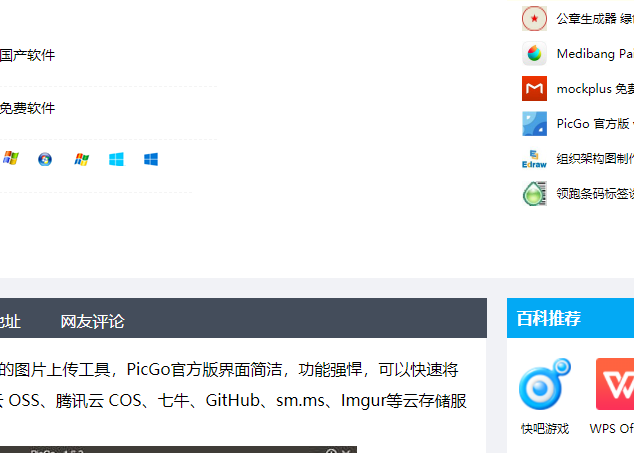 国产软件
免费软件
公章生成器 绿
Medibang Pai
mockplus 免费
PicGo 官方版
组织架构图制作
Edraw
领跑条码标签
地址
网友评论
的图片上传工具，PicGo官方版界面简洁，功能强悍，可以快速将
云 OSS、腾讯云 COS、七牛、GitHub、sm.ms、Imgur等云存储服
百科推荐
快吧游戏
WPS Of